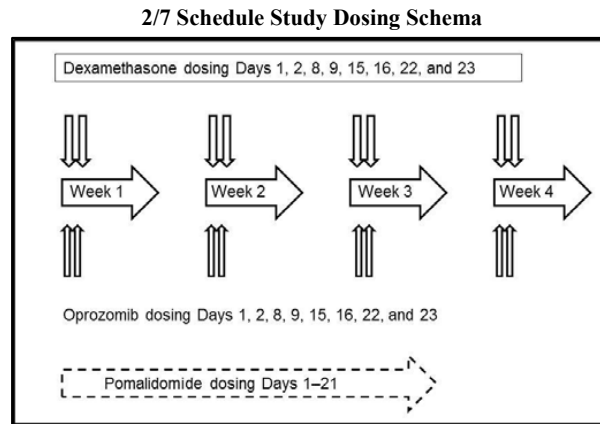 2/7 Schedule Study Dosing Schema
Dexamethasone dosing Days 1, 2, 8, 9, 15, 16, 22, and 23
Week 1 Week 2 Week 3 Week 4
Oprozomib dosing Days 1, 2, 8, 9, 15, 16, 22, and 23
Pomalidomide dosing Days 1–21